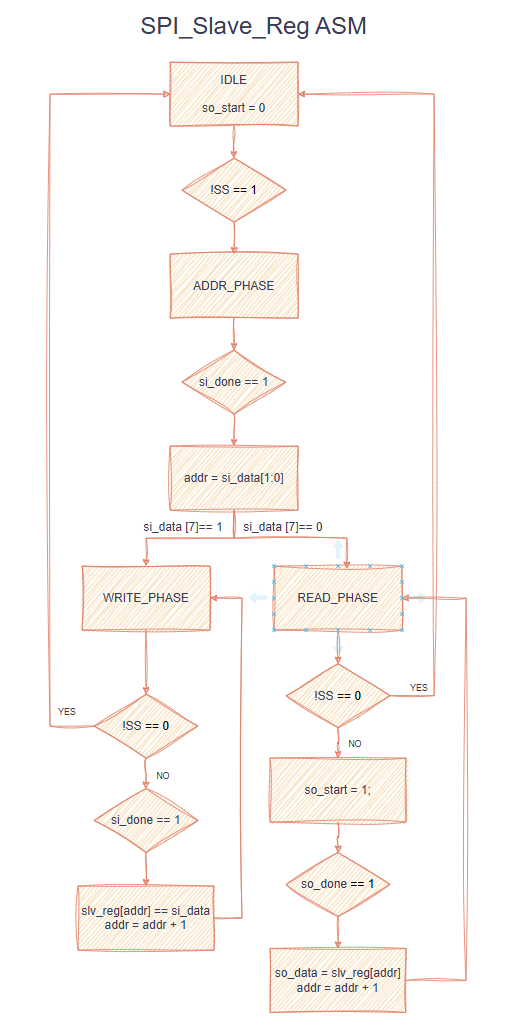 SPI_Slave_Reg ASM
IDLE
so_start = 0
!SS == 1
ADDR_PHASE
si_done == 1
addr = si_data[1:0]
si_data [7]== 1
si_data [7]== 0
WRITE_PHASE
READ_PHASE
!SS == 0
YES
!SS == 0
YES
NO
NO
so_start = 1;
si_done == 1
so_done == 1
slv_reg[addr] == si_data
addr = addr + 1
so_data = slv_reg[addr]
addr = addr + 1